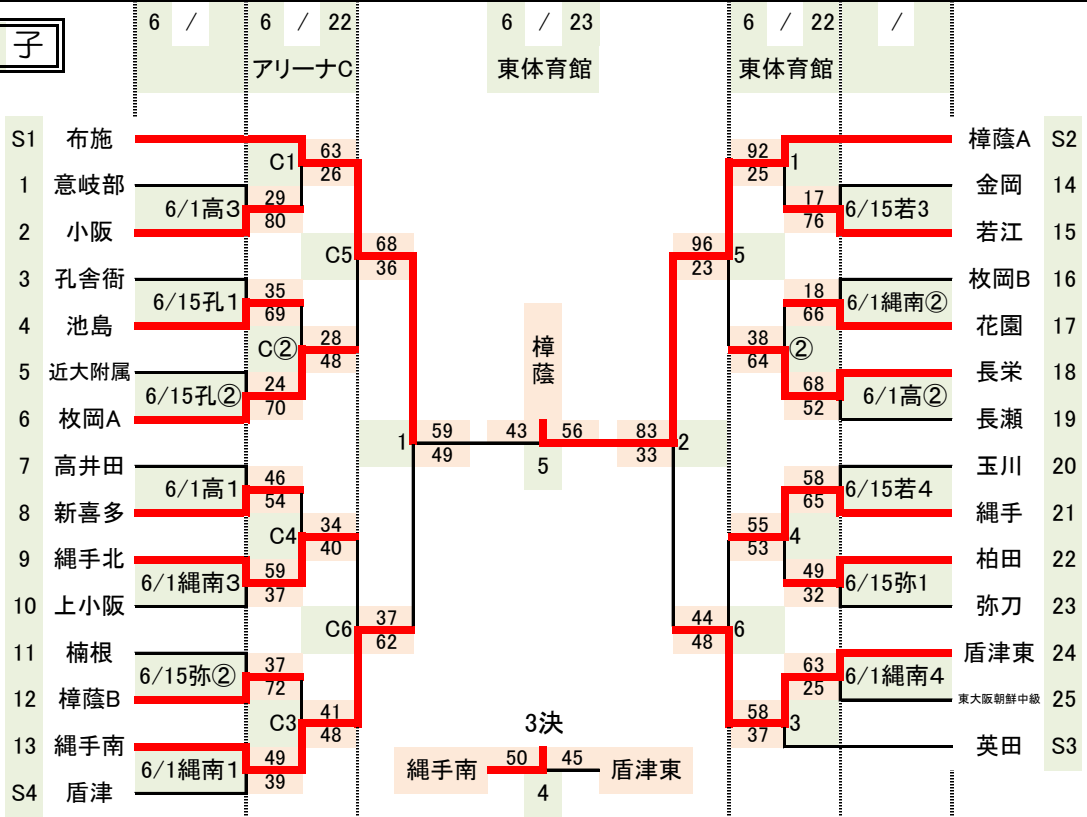 子
6 /
6 / 22
6 / 23
6 / 22
/
アリーナC
東体育館
東体育館
S1 布施
1 意岐部
2 小阪
3 孔舎衙
4 池島
5 近大附属
6 枚岡A
7 高井田
8 新喜多
9 縄手北
10 上小阪
11 楠根
12 樟蔭B
13 縄手南
S4 盾津
6/1高3
6/15孔1
6/15孔②
6/1高1
6/1縄南3
6/15弥②
6/1縄南1
29
80
35
69
24
70
46
54
59
37
37
72
49
39
C1
C②
C4
C3
63
26
28
48
34
40
41
48
C5
C6
68
36
37
62
1
59
49
樟
蔭
43 56
5
83
33
2
96
23
44
48
5
6
92
25
38
64
55
53
58
37
1
②
4
3
17
76
18
66
68
52
58
65
49
32
63
25
6/15若3
6/1縄南②
6/1高②
6/15若4
6/15弥1
6/1縄南4
樟蔭A S2
金岡 14
若江 15
枚岡B 16
花園 17
長栄 18
長瀬 19
玉川 20
縄手 21
柏田 22
弥刀 23
盾津東 24
東大阪朝鮮中級 25
英田 S3
3決
縄手南 50 45 盾津東
4